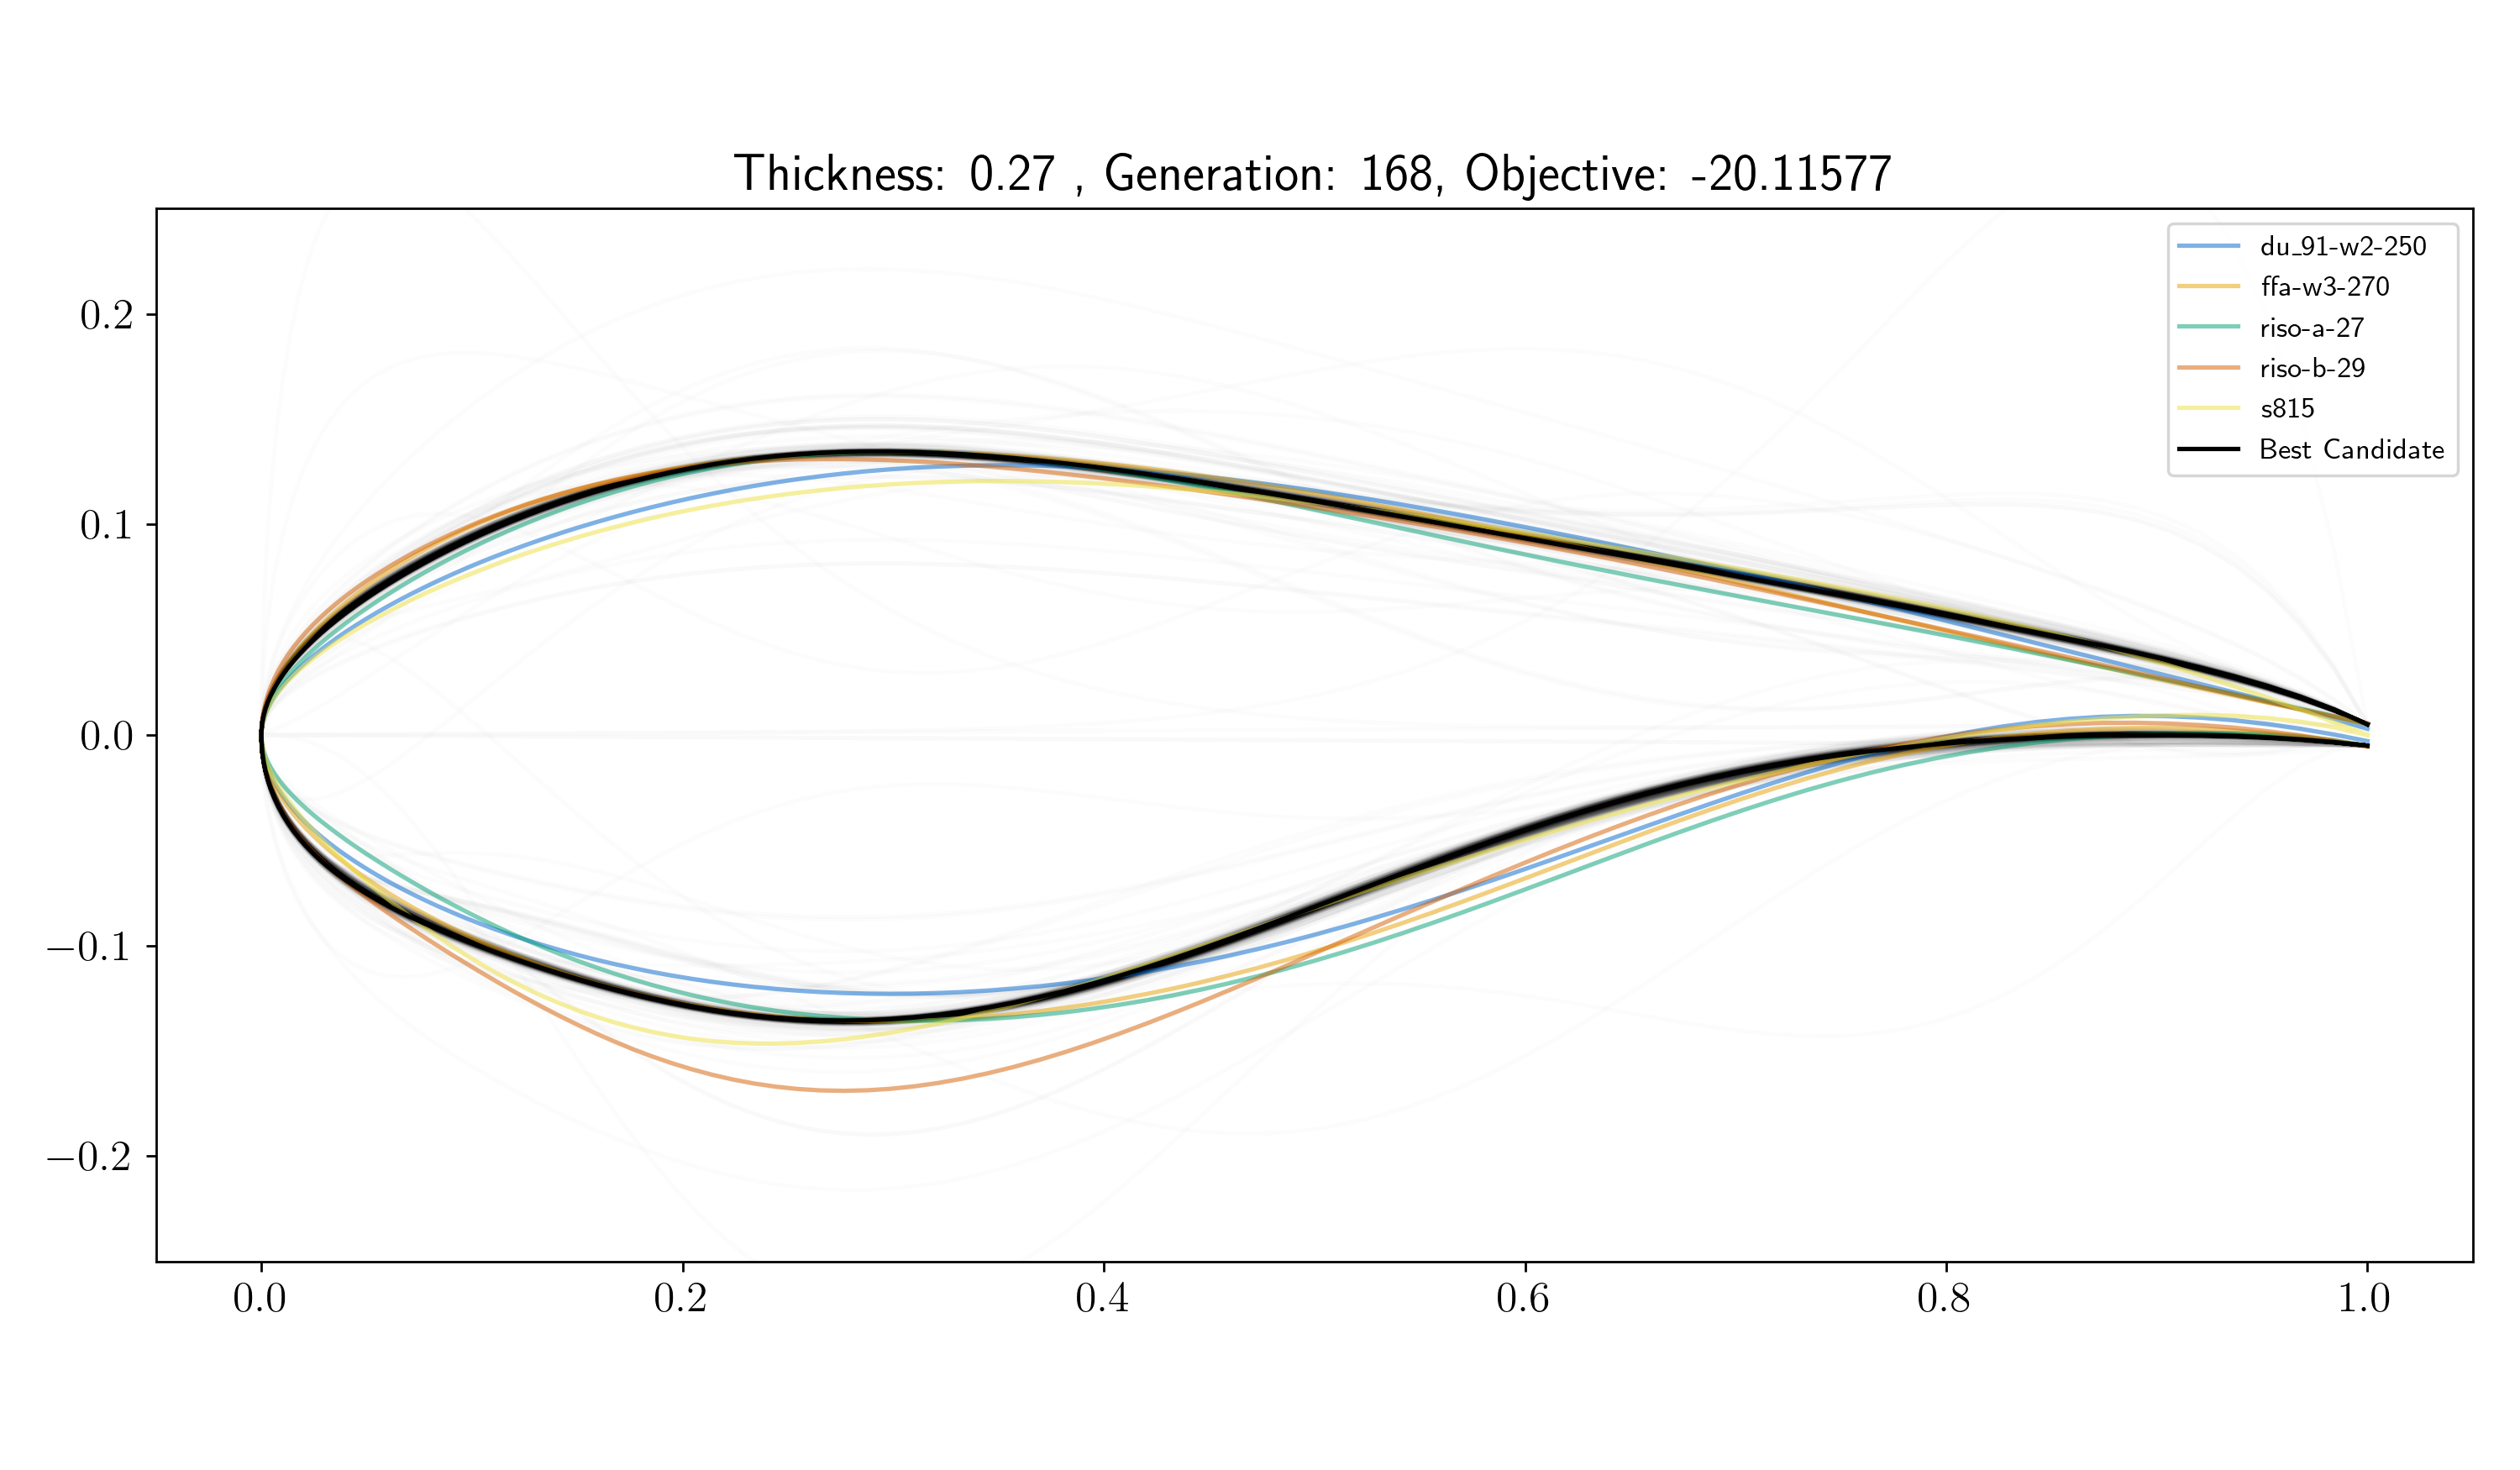 Thickness: 0.27 , Generation: 168, Objective: -20.11577
du_91-w2-250
ffa-w3-270
riso-a-27
riso-b-29
s815
Best Candidate
0.2
0.1
0.0
−0.1
−0.2
0.0 0.2 0.4 0.6 0.8 1.0